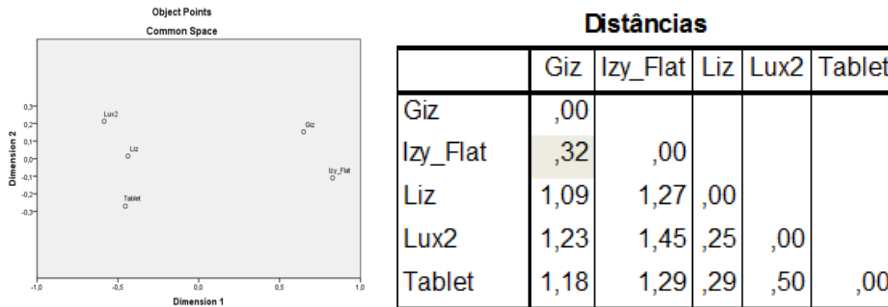 Object Points
Common Space
Dimension 2
0,3
0,2
0,1
0,0
-0,1
-0,2
-0,3
Lux2
Giz
Liz
Izy_Flat
Tablet
-1,0 -0,5 0,0 0,5 1,0
Dimension 1
Distâncias
Giz Izy_Flat Liz Lux2 Tablet
Giz ,00
Izy_Flat ,32 ,00
Liz 1,09 1,27 ,00
Lux2 1,23 1,45 ,25 ,00
Tablet 1,18 1,29 ,29 ,50 ,00